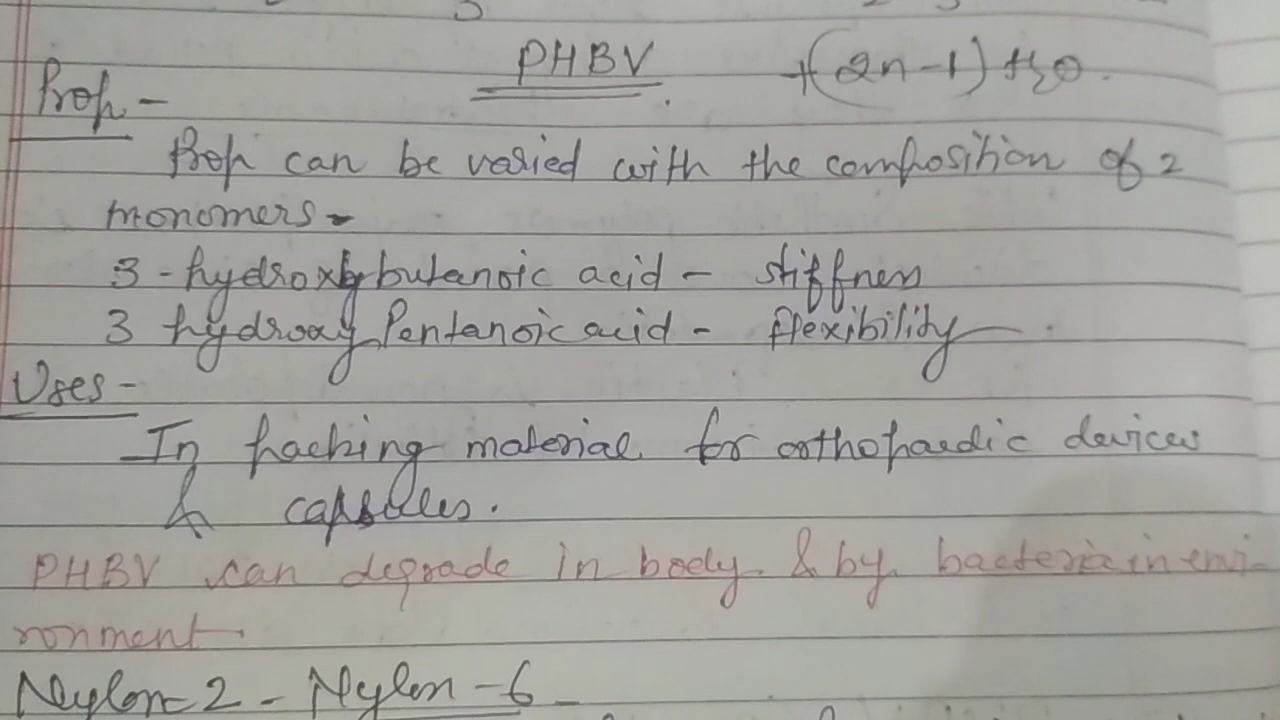 PHBV +(2n-1) H2O.
Prop -
Prop can be varied with the composition of 2
monomers -
3 - hydroxybutanoic acid - stiffness
3 hydroxy Pentanoic acid - flexibility
Uses -
In packing material for orthopaedic devices
& capsules.
PHBV can degrade in body & by bacteria in envi-
ronment
Nylon-2 - Nylon -6